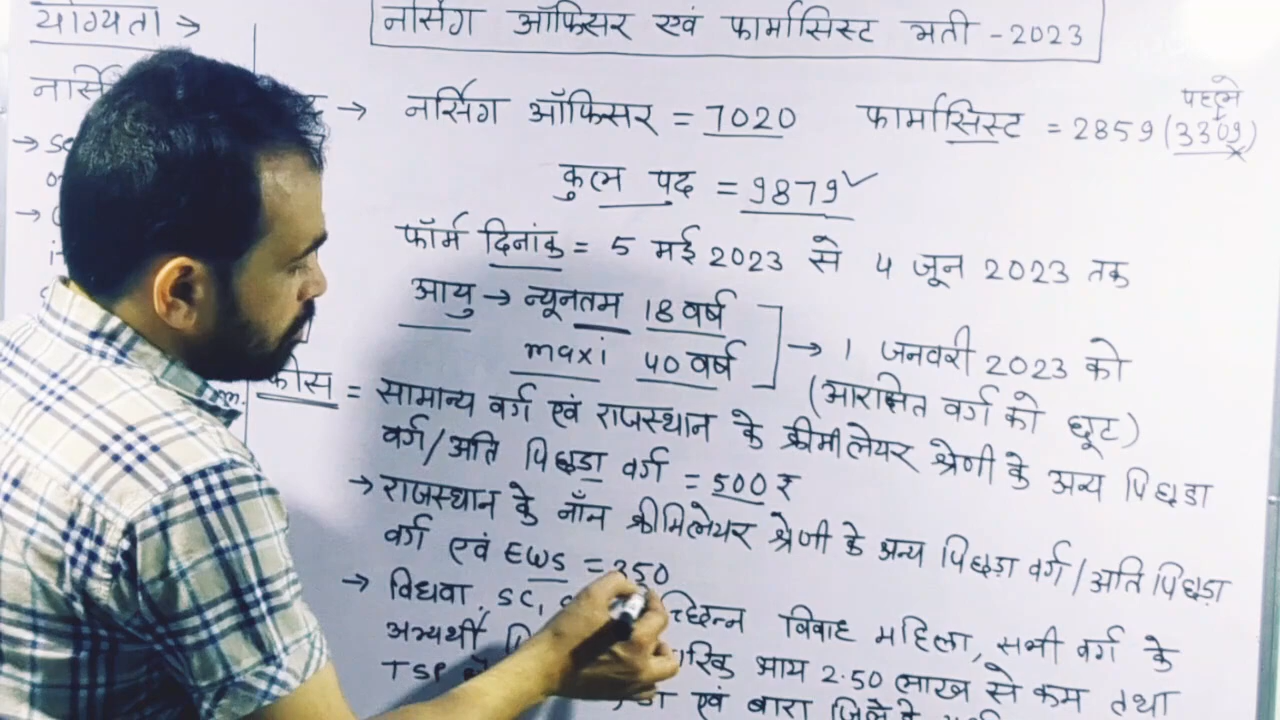 योग्यता →
नर्सिंग ऑफिसर एवं फार्मासिस्ट भर्ती - 2023
→ नर्सिंग ऑफिसर = 7020 फार्मासिस्ट = 2859 (3309)
पहले
कुल पद = 9879 ✓
फॉर्म दिनांक = 5 मई 2023 से 4 जून 2023 तक
आयु → न्यूनतम 18 वर्ष
maxi 40 वर्ष
→ 1 जनवरी 2023 को
(आरक्षित वर्ग को छूट)
फीस = सामान्य वर्ग एवं राजस्थान के क्रीमीलेयर श्रेणी के अन्य पिछडा
वर्ग/अति पिछडा वर्ग = 500 ₹
→ राजस्थान के नॉन क्रीमिलेयर श्रेणी के अन्य पिछड़ा वर्ग/अति पिछड़ा
वर्ग एवं EWS = 350
→ विधवा, SC, विवाह महिला, सभी वर्ग के
अभ्यर्थी आय 2.50 लाख से कम तथा
TSP एवं बारा जिले के